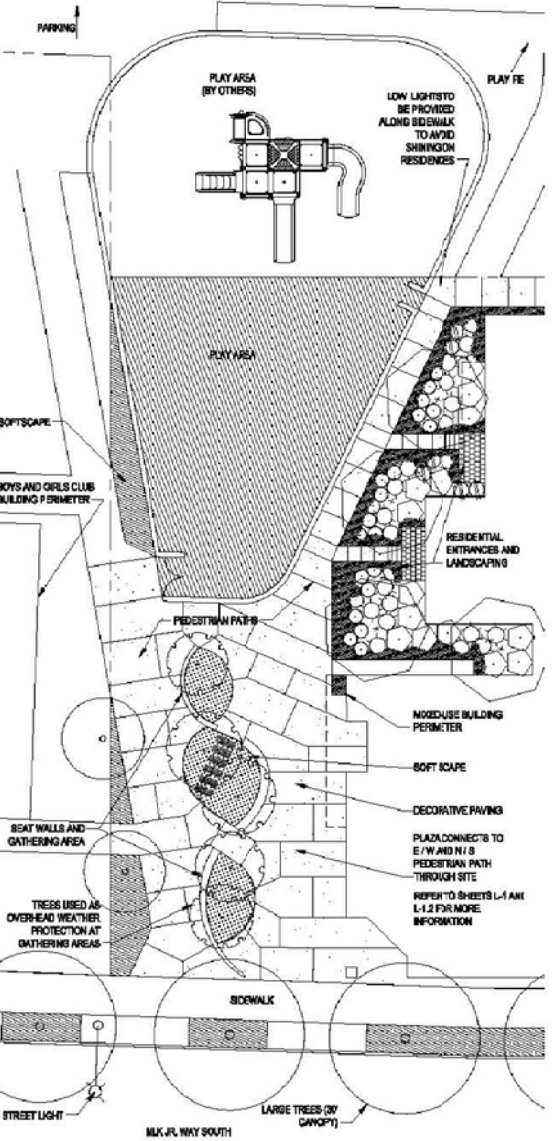 PARKING
PLAY AREA
(BY OTHERS)
PLAY FIE
LOW LIGHTS TO
BE PROVIDED
ALONG SIDEWALK
TO AVOID
SHINING ON
RESIDENCES
PLAY AREA
SOFTSCAPE
BOYS AND GIRLS CLUB
BUILDING PERIMETER
RESIDENTIAL
ENTRANCES AND
LANDSCAPING
PEDESTRIAN PATHS
MIXED USE BUILDING
PERIMETER
SOFT SCAPE
DECORATIVE PAVING
SEAT WALLS AND
GATHERING AREA
PLAZA CONNECTS TO
E / W AND N / S
PEDESTRIAN PATH
THROUGH SITE
REFER TO SHEETS L-1 AND
L-1.2 FOR MORE
INFORMATION
TREES USED AS
OVERHEAD WEATHER
PROTECTION AT
GATHERING AREAS
SIDEWALK
STREET LIGHT
LARGE TREES (30'
CANOPY)
MLK JR. WAY SOUTH